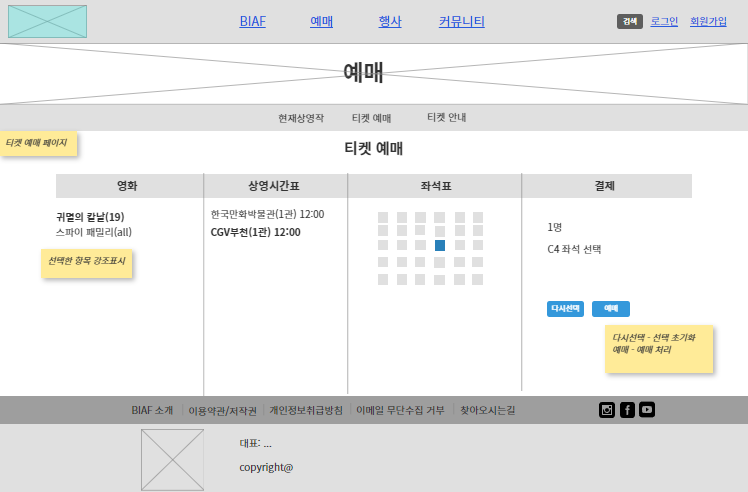 BIAF 예매 행사 커뮤니티 검색 로그인 회원가입
예매
현재상영작 티켓 예매 티켓 안내
티켓 예매 페이지
티켓 예매
영화 상영시간표 좌석표 결제
귀멸의 칼날(19)
스파이 패밀리(all)
선택한 항목 강조표시
한국만화박물관(1관) 12:00
CGV부천(1관) 12:00
1명
C4 좌석 선택
다시선택 예매
다시선택 - 선택 초기화
예매 - 예매 처리
BIAF 소개 이용약관/저작권 개인정보취급방침 이메일 무단수집 거부 찾아오시는길
대표: ...
copyright@